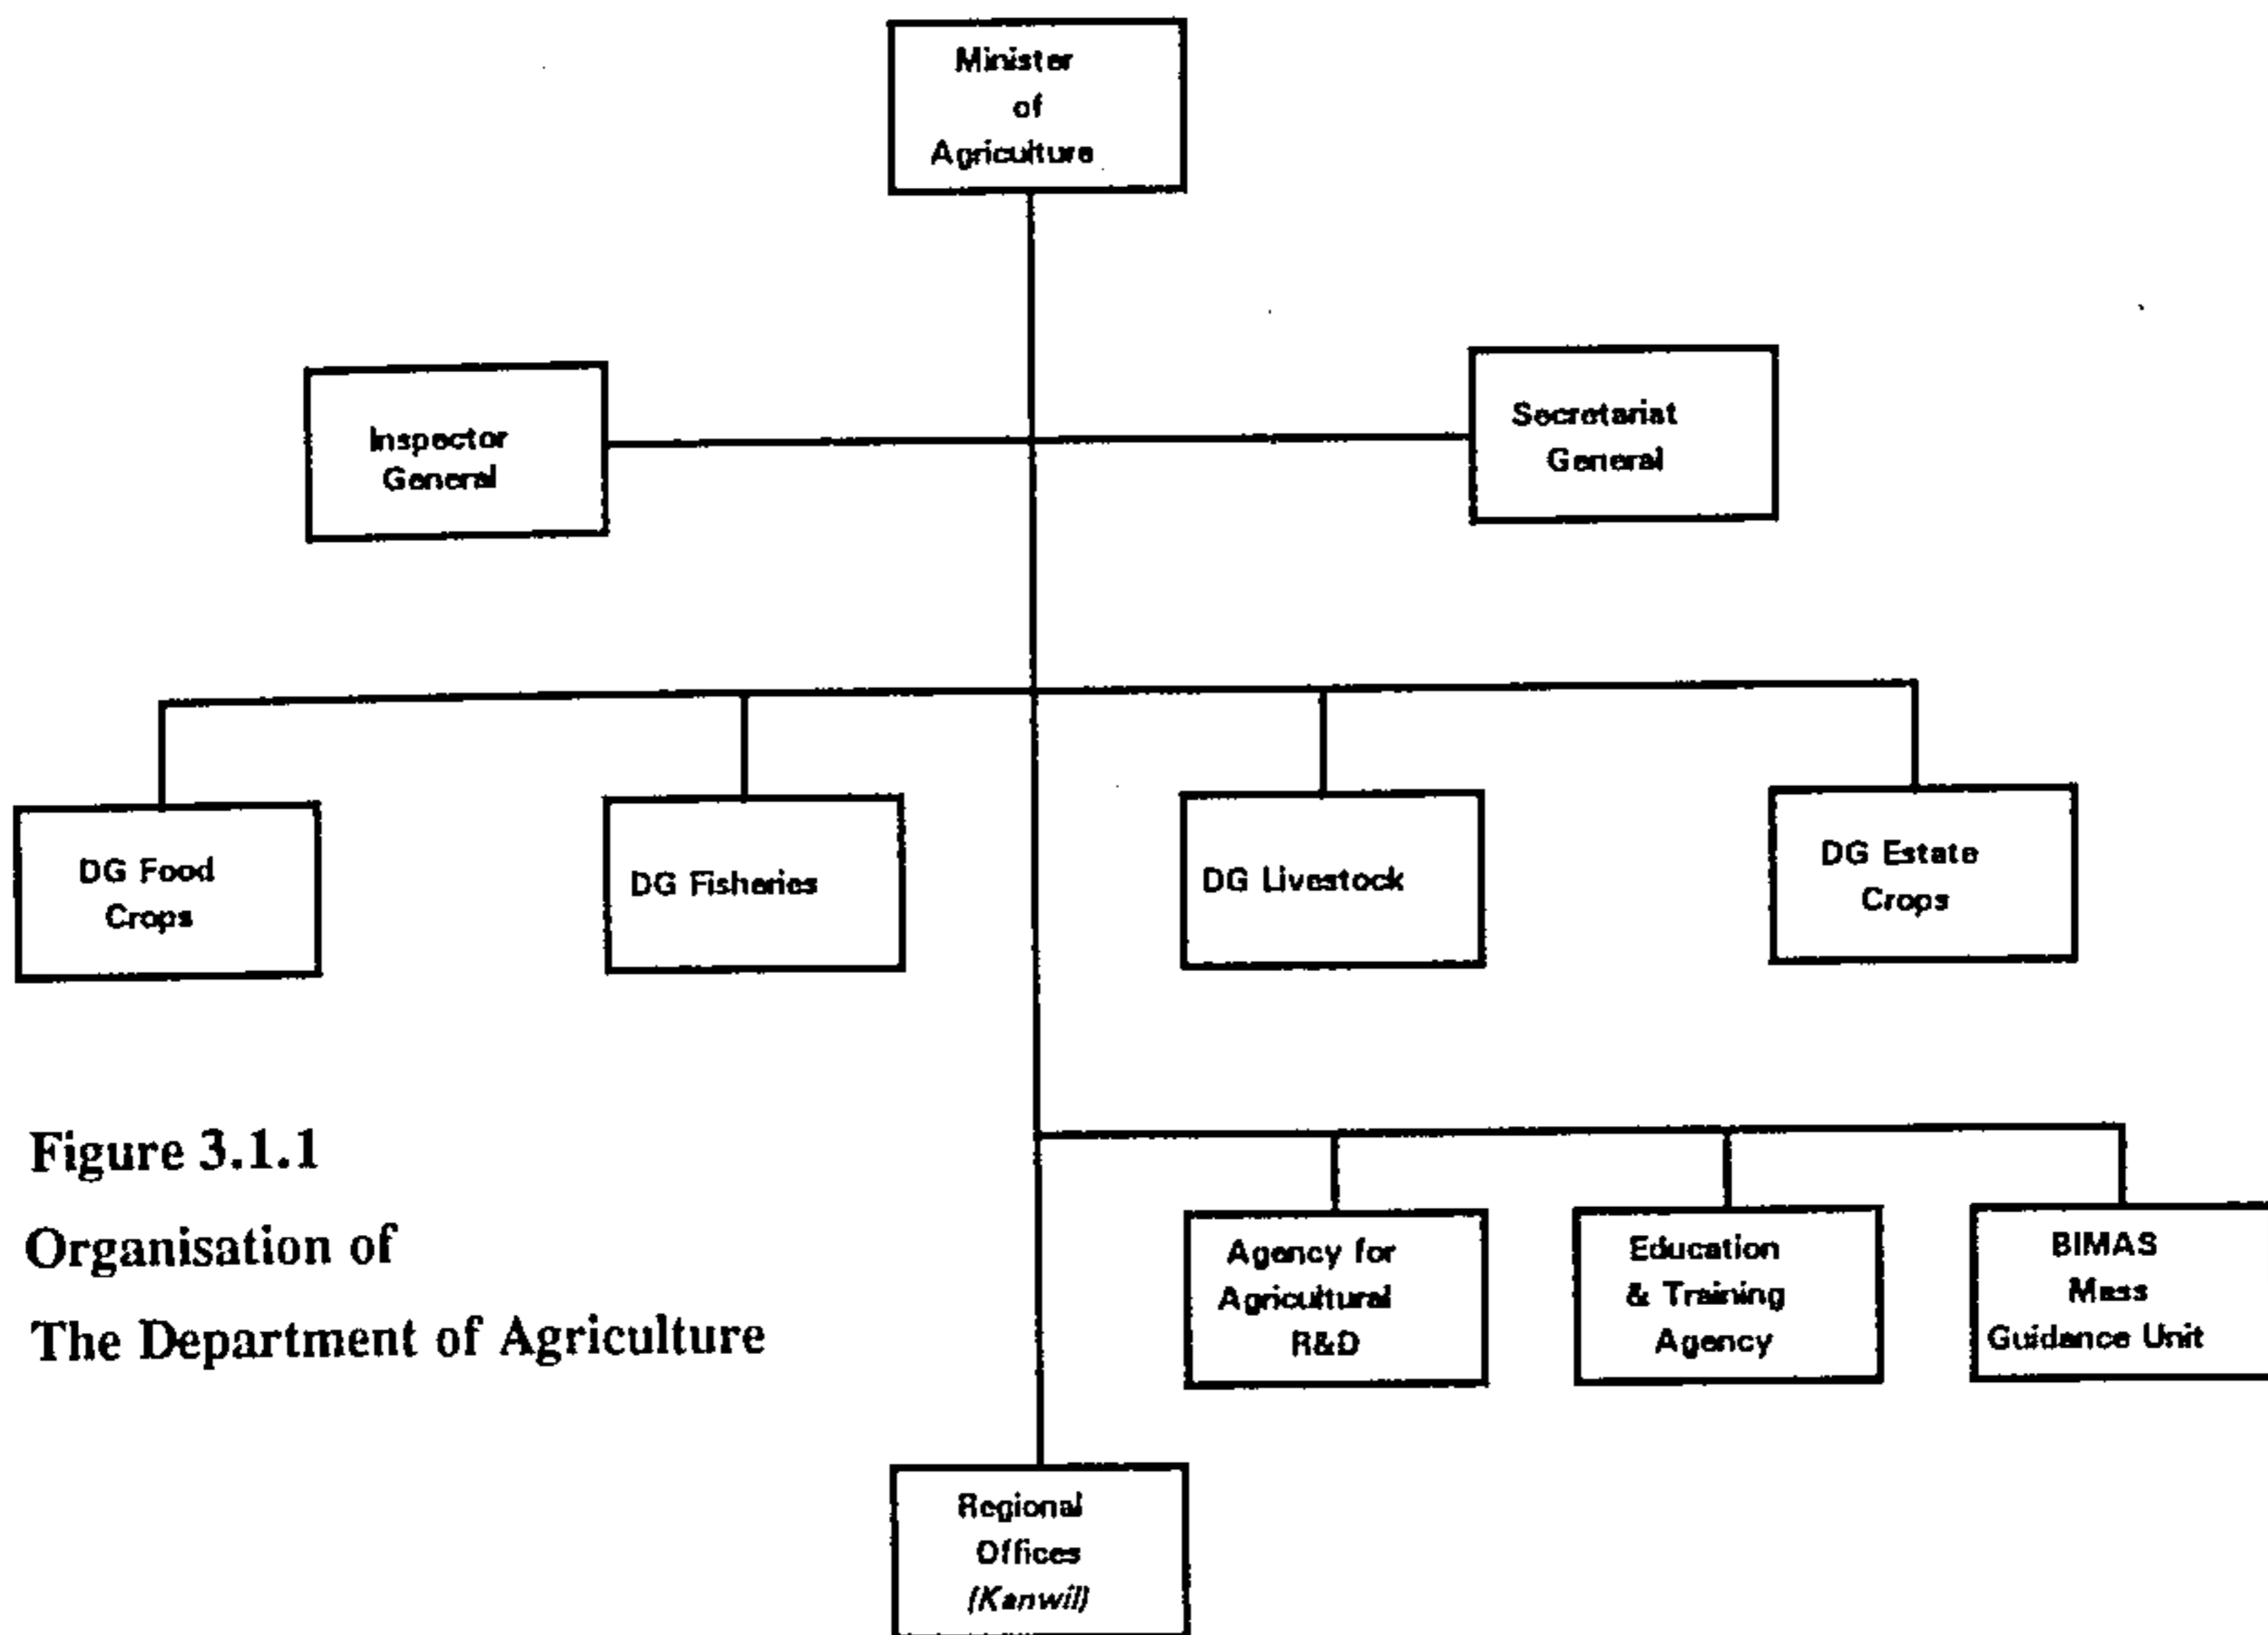 Minister
of
Agriculture
Inspector
General
Secretariat
General
DG Food
Crops
DG Fisheries
DG Livestock
DG Estate
Crops
Figure 3.1.1
Organisation of
The Department of Agriculture
Agency for
Agricultural
R&D
Education
& Training
Agency
BIMAS
Mass
Guidance Unit
Regional
Offices
(Kanwil)